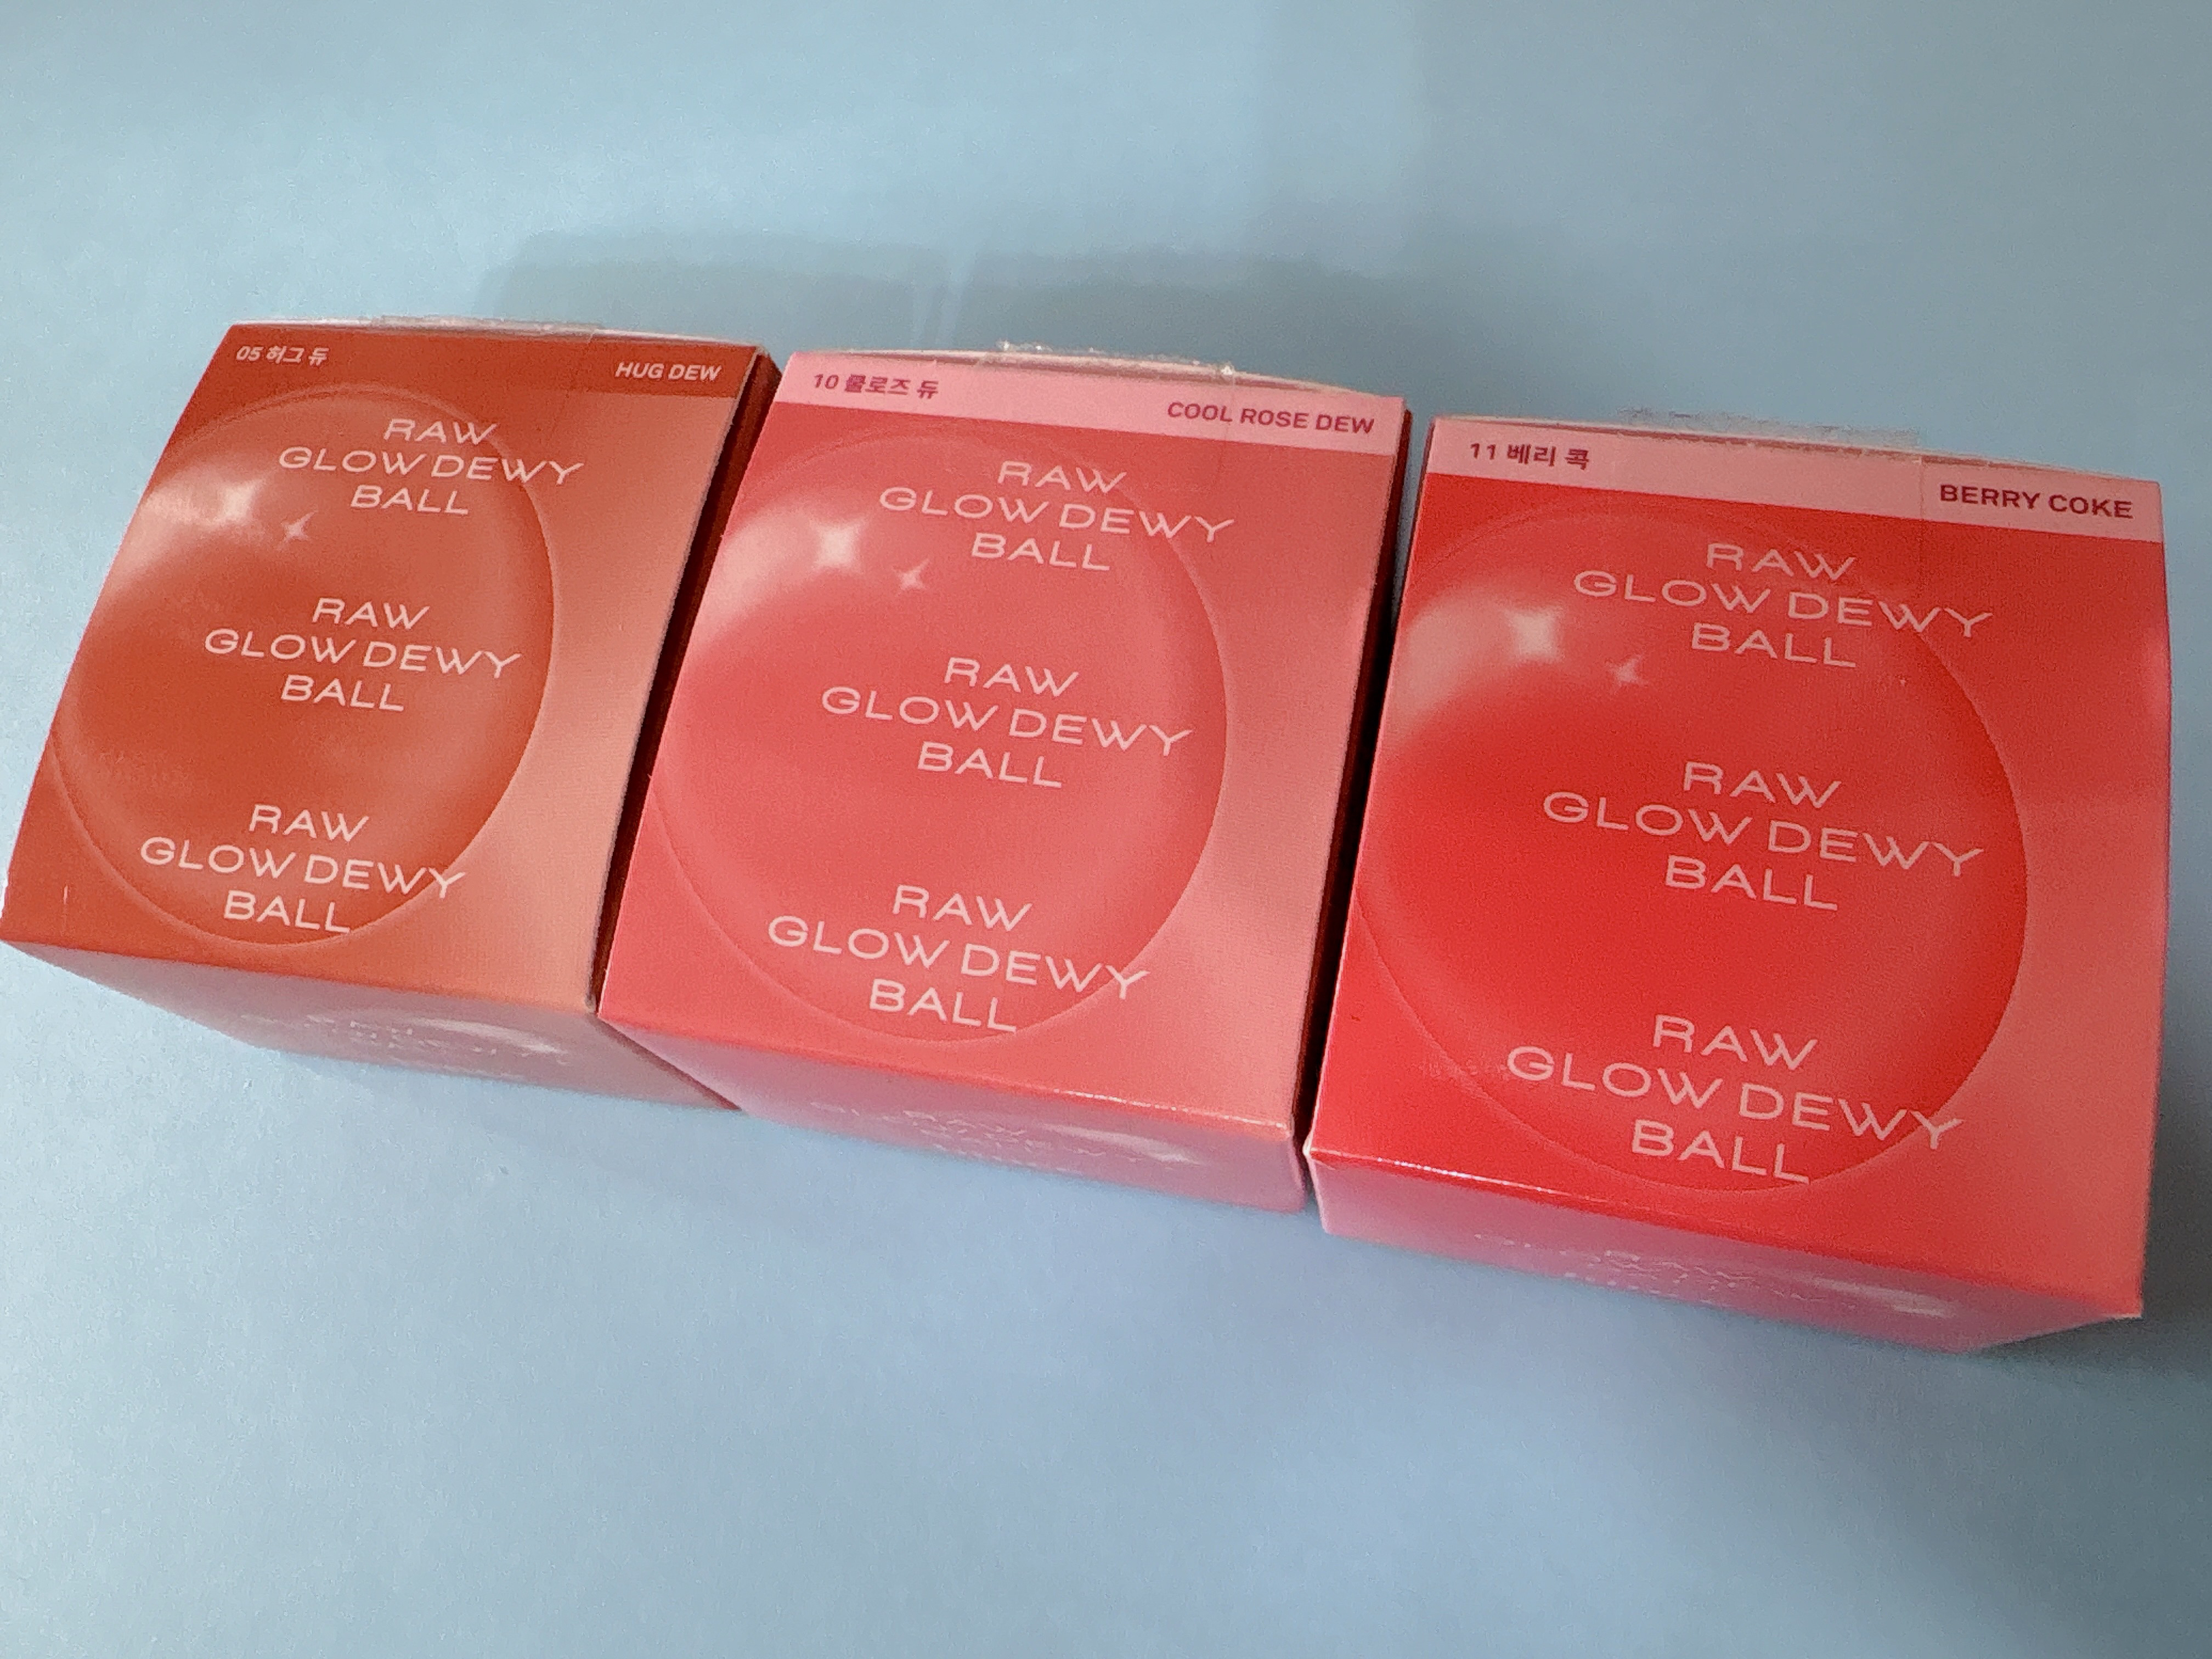 05 허그 듀
HUG DEW
RAW
GLOW DEWY
BALL
RAW
GLOW DEWY
BALL
RAW
GLOW DEWY
BALL
10 쿨로즈 듀
COOL ROSE DEW
RAW
GLOW DEWY
BALL
RAW
GLOW DEWY
BALL
RAW
GLOW DEWY
BALL
11 베리 콕
BERRY COKE
RAW
GLOW DEWY
BALL
RAW
GLOW DEWY
BALL
RAW
GLOW DEWY
BALL